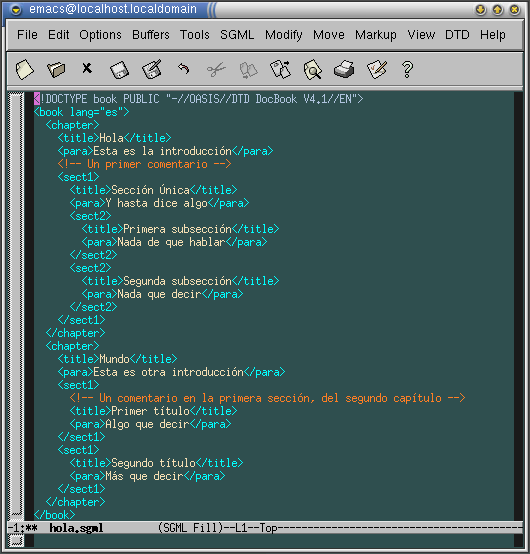 emacs@localhost.localdomain
File Edit Options Buffers Tools SGML Modify Move Markup View DTD Help
<!DOCTYPE book PUBLIC "-//OASIS//DTD DocBook V4.1//EN">
<book lang="es">
  <chapter>
    <title>Hola</title>
    <para>Esta es la introducción</para>
    <!-- Un primer comentario -->
    <sect1>
      <title>Sección Única</title>
      <para>Y hasta dice algo</para>
      <sect2>
        <title>Primera subsección</title>
        <para>Nada de que hablar</para>
      </sect2>
      <sect2>
        <title>Segunda subsección</title>
        <para>Nada que decir</para>
      </sect2>
    </sect1>
  </chapter>
  <chapter>
    <title>Mundo</title>
    <para>Esta es otra introducción</para>
    <sect1>
      <!-- Un comentario en la primera sección, del segundo capítulo -->
      <title>Primer título</title>
      <para>Algo que decir</para>
    </sect1>
    <sect1>
      <title>Segundo título</title>
      <para>Más que decir</para>
    </sect1>
  </chapter>
</book>
-1:** hola.sgml (SGML Fill)--L1--Top--------------------------------------